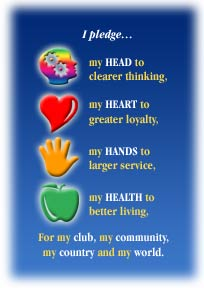 I pledge…
my HEAD to
clearer thinking,
my HEART to
greater loyalty,
my HANDS to
larger service,
my HEALTH to
better living,
For my club, my community,
my country and my world.